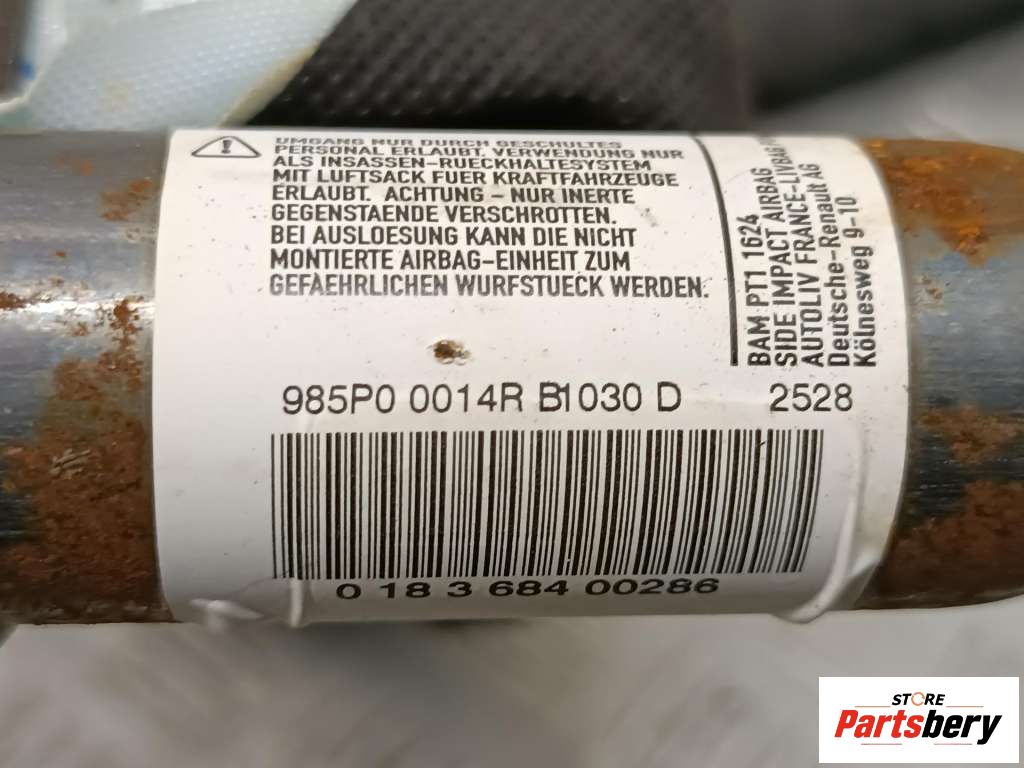 UMGANG NUR DURCH GESCHULTES
PERSONAL ERLAUBT. VERWENDUNG NUR
ALS INSASSEN-RUECKHALTESYSTEM
MIT LUFTSACK FUER KRAFTFAHRZEUGE
ERLAUBT. ACHTUNG - NUR INERTE
GEGENSTAENDE VERSCHROTTEN.
BEI AUSLOESUNG KANN DIE NICHT
MONTIERTE AIRBAG-EINHEIT ZUM
GEFAEHRLICHEN WURFSTUECK WERDEN.
BAM PT1 1624
SIDE IMPACT AIRBAG
AUTOLIV FRANCE-LIVBAG
Deutsche-Renault AG
Kölnesweg 9-10
985P0 0014R B1030 D 2528
0 18 3 684 00286
STORE
Partsbery